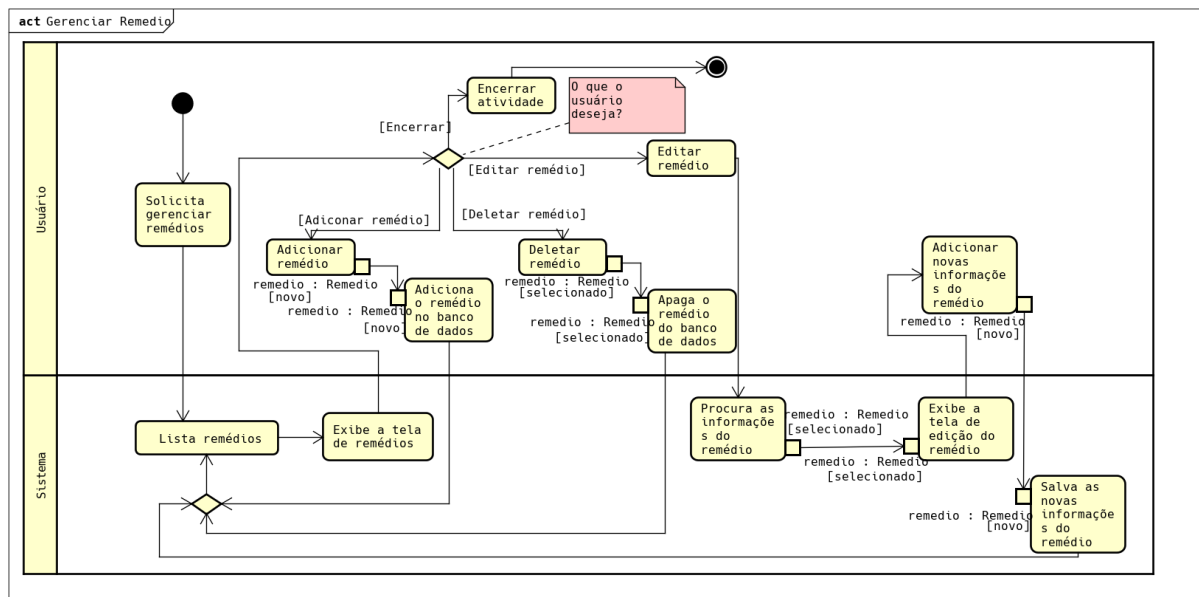 act Gerenciar Remedio
Usuário
Encerrar
atividade
O que o
usuário
deseja?
[Encerrar]
[Editar remédio]
Editar
remédio
Solicita
gerenciar
remédios
[Adiconar remédio]
[Deletar remédio]
Adicionar
remédio
remedio : Remedio
[novo]
remedio : Remedio
[novo]
Adiciona
o remédio
no banco
de dados
Deletar
remédio
remedio : Remedio
[selecionado]
remedio : Remedio
[selecionado]
Apaga o
remédio
do banco
de dados
Adicionar
novas
informaçõe
s do
remédio
remedio : Remedio
[novo]
Sistema
Lista remédios
Exibe a tela
de remédios
Procura as
informaçõe
s do
remédio
remedio : Remedio
[selecionado]
remedio : Remedio
[selecionado]
Exibe a
tela de
edição do
remédio
remedio : Remedio
[novo]
Salva as
novas
informaçõe
s do
remédio